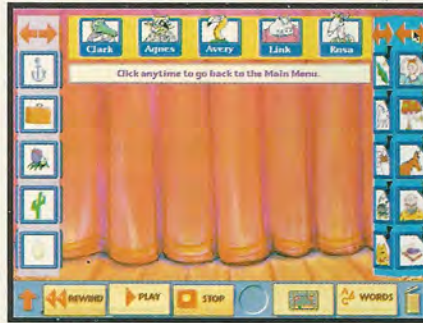 Clark Agnes Avery Link Rosa
Click anytime to go back to the Main Menu.
REWIND PLAY STOP WORDS